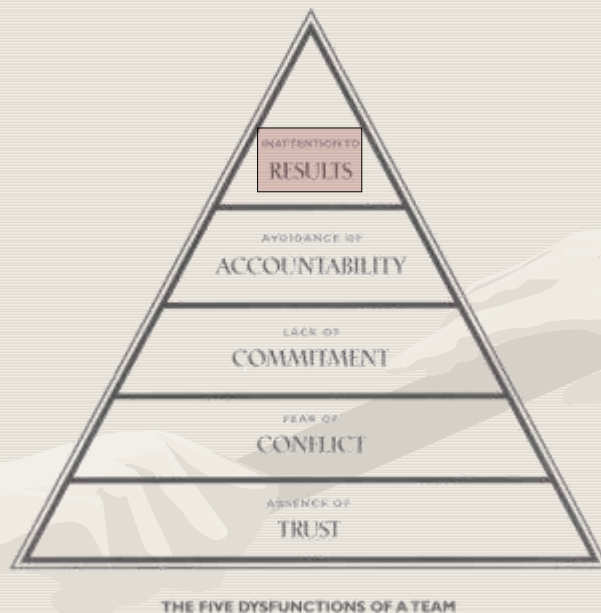 INATTENTION TO
RESULTS
AVOIDANCE OF
ACCOUNTABILITY
LACK OF
COMMITMENT
FEAR OF
CONFLICT
ABSENCE OF
TRUST
THE FIVE DYSFUNCTIONS OF A TEAM